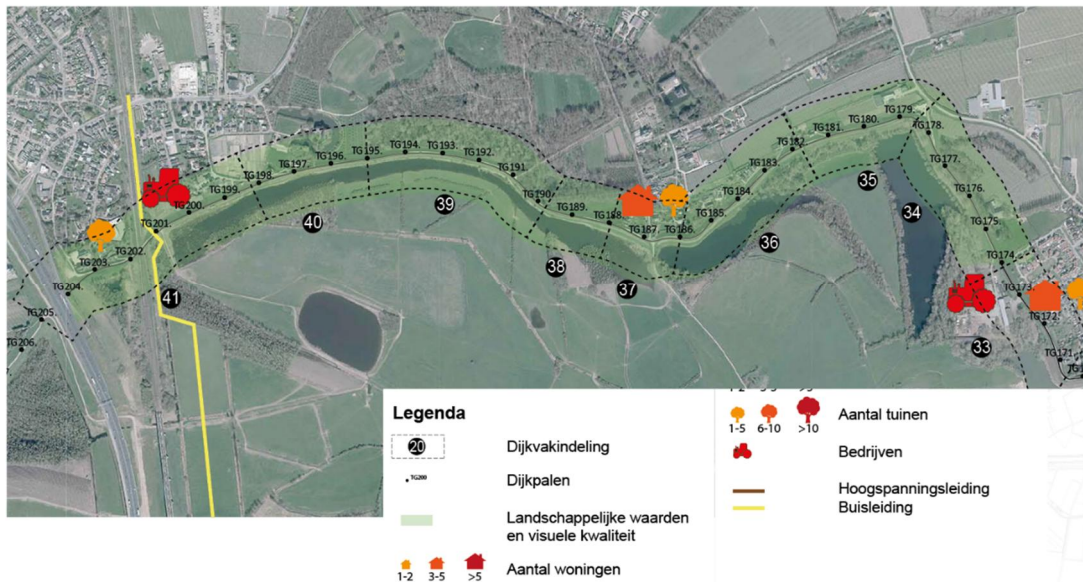 TG179.
TG180.
TG181.
TG178.
TG182.
TG195.
TG194.
TG193.
TG192.
TG196.
TG197.
TG183.
TG177.
TG191.
TG198.
TG184.
TG176.
TG199.
TG190.
35
TG200.
39
TG189.
TG188.
TG185.
34
TG175.
TG201.
40
TG187.
TG186.
36
TG202.
38
TG174.
TG203.
37
TG204.
41
TG173.
TG205.
TG172.
TG206.
33
TG171.
Legenda
20
Dijkvakindeling
TG200
Dijkpalen
Landschappelijke waarden
en visuele kwaliteit
1-2 3-5 >5
Aantal woningen
Aantal tuinen
1-5 6-10 >10
Bedrijven
Hoogspanningsleiding
Buisleiding